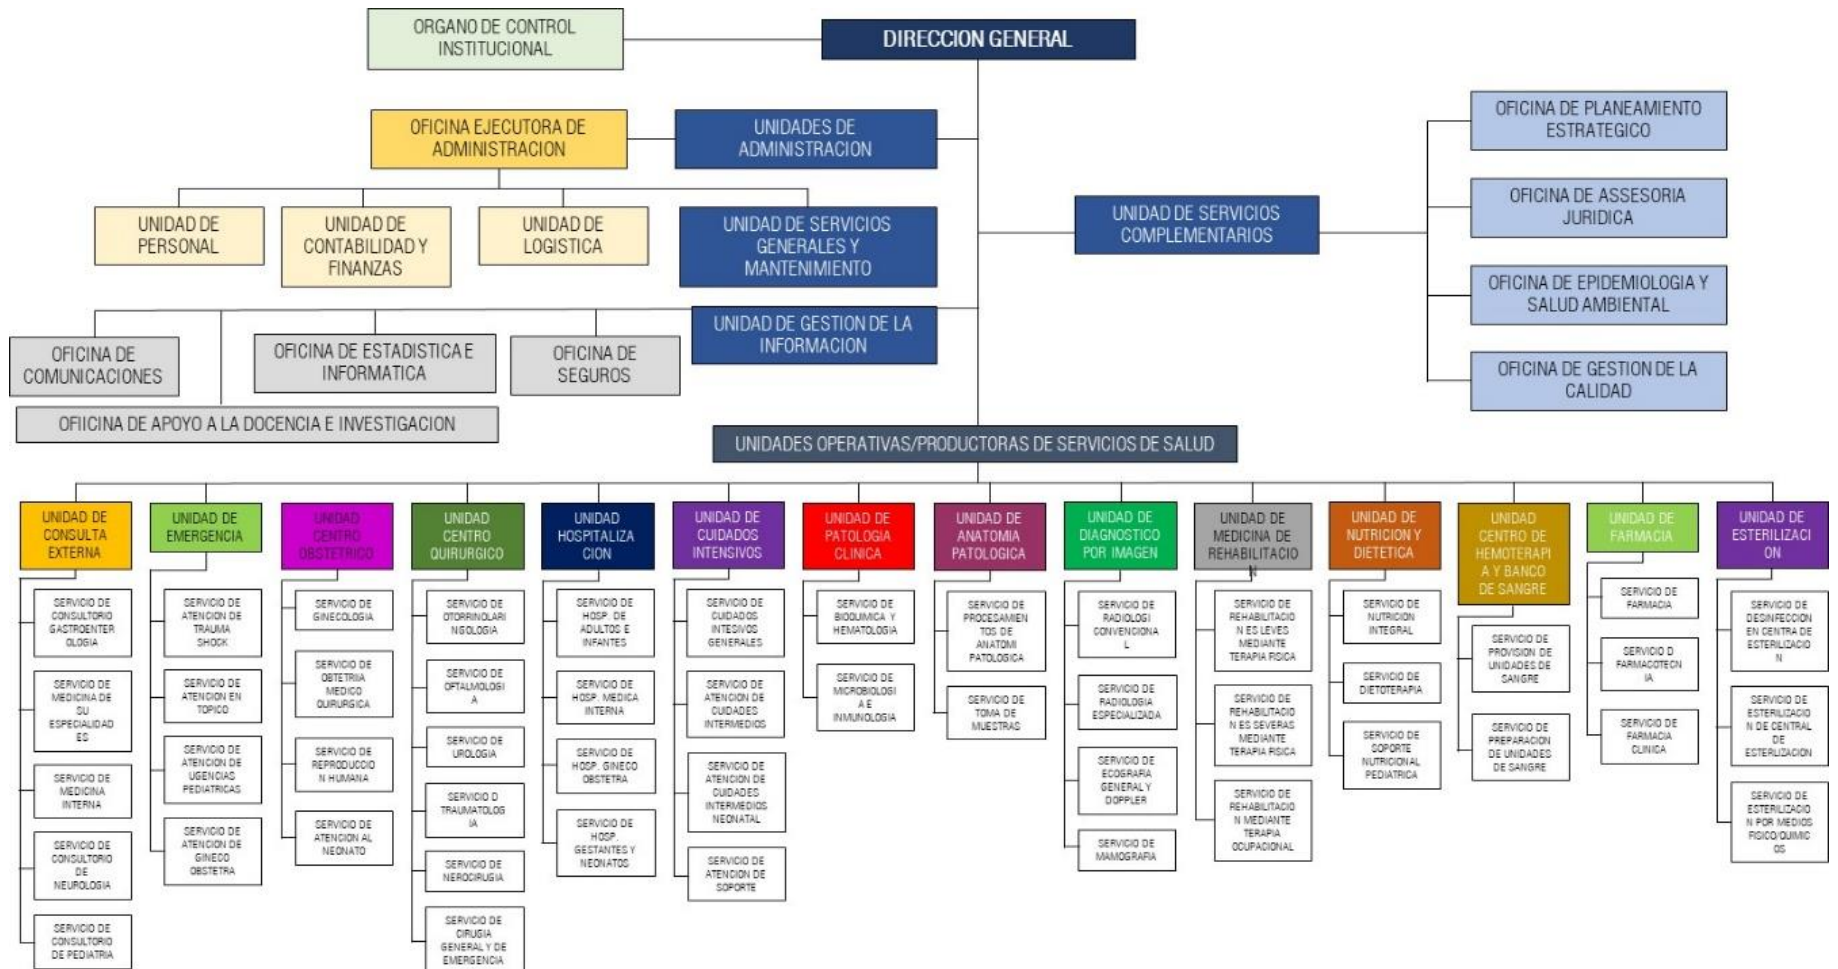 ORGANO DE CONTROL
INSTITUCIONAL
DIRECCION GENERAL
OFICINA EJECUTORA DE
ADMINISTRACION
UNIDADES DE
ADMINISTRACION
OFICINA DE PLANEAMIENTO
ESTRATEGICO
UNIDAD DE
PERSONAL
UNIDAD DE
CONTABILIDAD Y
FINANZAS
UNIDAD DE
LOGISTICA
UNIDAD DE SERVICIOS
GENERALES Y
MANTENIMIENTO
UNIDAD DE SERVICIOS
COMPLEMENTARIOS
OFICINA DE ASSESORIA
JURIDICA
OFICINA DE EPIDEMIOLOGIA Y
SALUD AMBIENTAL
OFICINA DE GESTION DE LA
CALIDAD
UNIDAD DE GESTION DE LA
INFORMACION
OFICINA DE
COMUNICACIONES
OFICINA DE ESTADISTICA E
INFORMATICA
OFICINA DE
SEGUROS
OFIICINA DE APOYO A LA DOCENCIA E INVESTIGACION
UNIDADES OPERATIVAS/PRODUCTORAS DE SERVICIOS DE SALUD
UNIDAD DE
CONSULTA
EXTERNA
SERVICIO DE
CONSULTORIO
GASTROENTER
OLOGIA
SERVICIO DE
MEDICINA DE
SU
ESPECIALIDAD
ES
SERVICIO DE
MEDICINA
INTERNA
SERVICIO DE
CONSULTORIO
DE
NEUROLOGIA
SERVICIO DE
CONSULTORIO
DE PEDIATRIA
UNIDAD DE
EMERGENCIA
SERVICIO DE
ATENCION DE
TRAUMA
SHOCK
SERVICIO DE
ATENCION EN
TOPICO
SERVICIO DE
ATENCION DE
UGENCIAS
PEDIATRICAS
SERVICIO DE
ATENCION DE
GINECO
OBSTETRA
UNIDAD
CENTRO
OBSTETRICO
SERVICIO DE
GINECOLOGIA
SERVICIO DE
OBTETRIIA
MEDICO
QUIRURGICA
SERVICIO DE
REPRODUCCIO
N HUMANA
SERVICIO DE
ATENCION AL
NEONATO
UNIDAD
CENTRO
QUIRURGICO
SERVICIO DE
OTORRINOLARI
NGOLOGIA
SERVICIO DE
OFTALMOLOGI
A
SERVICIO DE
UROLOGIA
SERVICIO D
TRAUMATOLOG
IA
SERVICIO DE
NEROCIRUGIA
SERVICIO DE
CIRUGIA
GENERAL Y DE
EMERGENCIA
UNIDAD
HOSPITALIZA
CION
SERVICIO DE
HOSP. DE
ADULTOS E
INFANTES
SERVICIO DE
HOSP. MEDICA
INTERNA
SERVICIO DE
HOSP. GINECO
OBSTETRA
SERVICIO DE
HOSP.
GESTANTES Y
NEONATOS
UNIDAD DE
CUIDADOS
INTENSIVOS
SERVICIO DE
CUIDADOS
INTESIVOS
GENERALES
SERVICIO DE
ATENCION DE
CUIDADES
INTERMEDIOS
SERVICIO DE
ATENCION DE
CUIDADES
INTERMEDIOS
NEONATAL
SERVICIO DE
ATENCION DE
SOPORTE
UNIDAD DE
PATOLOGIA
CLINICA
SERVICIO DE
BIOQUIMICA Y
HEMATOLOGIA
SERVICIO DE
MICROBIOLOGI
A E
INMUNOLOGIA
UNIDAD DE
ANATOMIA
PATOLOGICA
SERVICIO DE
PROCESAMIEN
TOS DE
ANATOMI
PATOLOGICA
SERVICIO DE
TOMA DE
MUESTRAS
UNIDAD DE
DIAGNOSTICO
POR IMAGEN
SERVICIO DE
RADIOLOGI
CONVENCIONA
L
SERVICIO DE
RADIOLOGIA
ESPECIALIZADA
SERVICIO DE
ECOGRAFIA
GENERAL Y
DOPPLER
SERVICIO DE
MAMOGRAFIA
UNIDAD DE
MEDICINA DE
REHABILITACIO
N
SERVICIO DE
REHABILITACIO
N ES LEVES
MEDIANTE
TERAPIA FISICA
SERVICIO DE
REHABILITACIO
N ES SEVERAS
MEDIANTE
TERAPIA FISICA
SERVICIO DE
REHABILITACIO
N MEDIANTE
TERAPIA
OCUPACIONAL
UNIDAD DE
NUTRICION Y
DIETETICA
SERVICIO DE
NUTRICION
INTEGRAL
SERVICIO DE
DIETOTERAPIA
SERVICIO DE
SOPORTE
NUTRICIONAL
PEDIATRICA
UNIDAD
CENTRO DE
HEMOTERAPI
A Y BANCO
DE SANGRE
SERVICIO DE
PROVISION DE
UNIDADES DE
SANGRE
SERVICIO DE
PREPARACION
DE UNIDADES
DE SANGRE
UNIDAD DE
FARMACIA
SERVICIO DE
FARMACIA
SERVICIO D
FARMACOTECN
IA
SERVICIO DE
FARMACIA
CLINICA
UNIDAD DE
ESTERILIZACI
ON
SERVICIO DE
DESINFECCION
EN CENTRA DE
ESTERILIZACIO
N
SERVICIO DE
ESTERILIZACIO
N DE CENTRAL
DE
ESTERLIZACION
SERVICIO DE
ESTERILIZACIO
N POR MEDIOS
FISICO/QUIMIC
OS